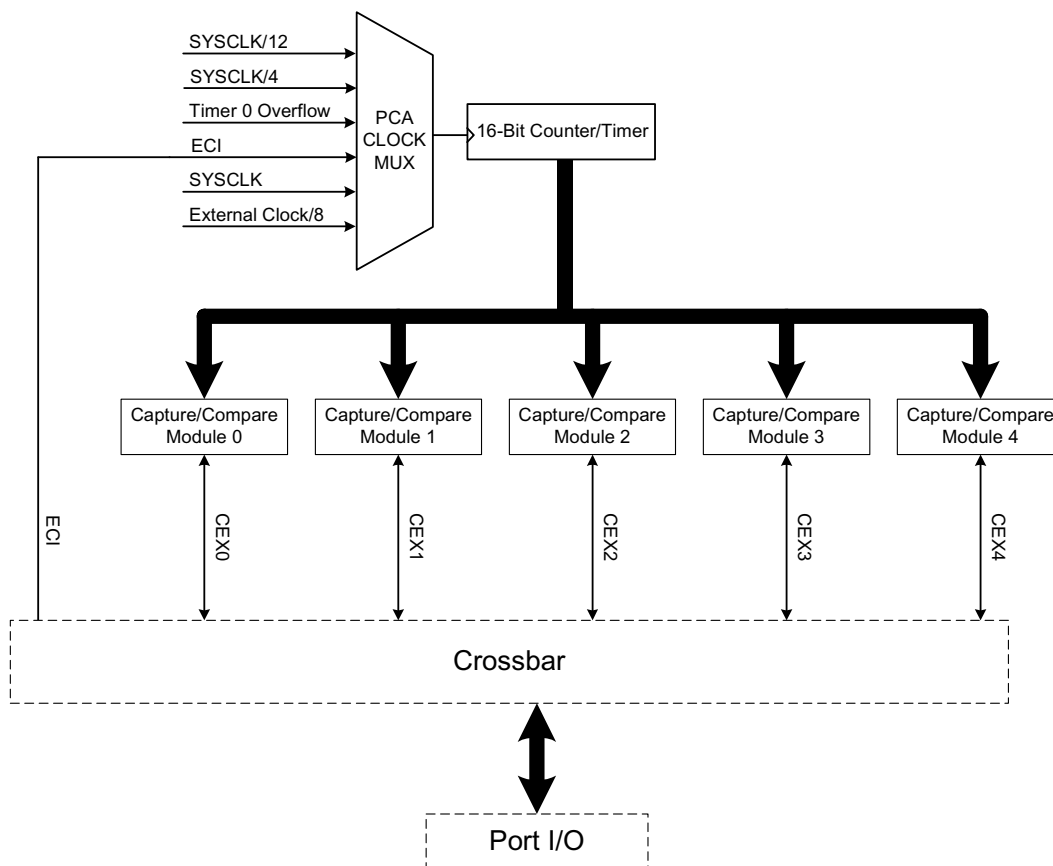 SYSCLK/12
SYSCLK/4
Timer 0 Overflow
ECI
SYSCLK
External Clock/8
PCA
CLOCK
MUX
16-Bit Counter/Timer
Capture/Compare
Module 0
Capture/Compare
Module 1
Capture/Compare
Module 2
Capture/Compare
Module 3
Capture/Compare
Module 4
ECI
CEX0
CEX1
CEX2
CEX3
CEX4
Crossbar
Port I/O